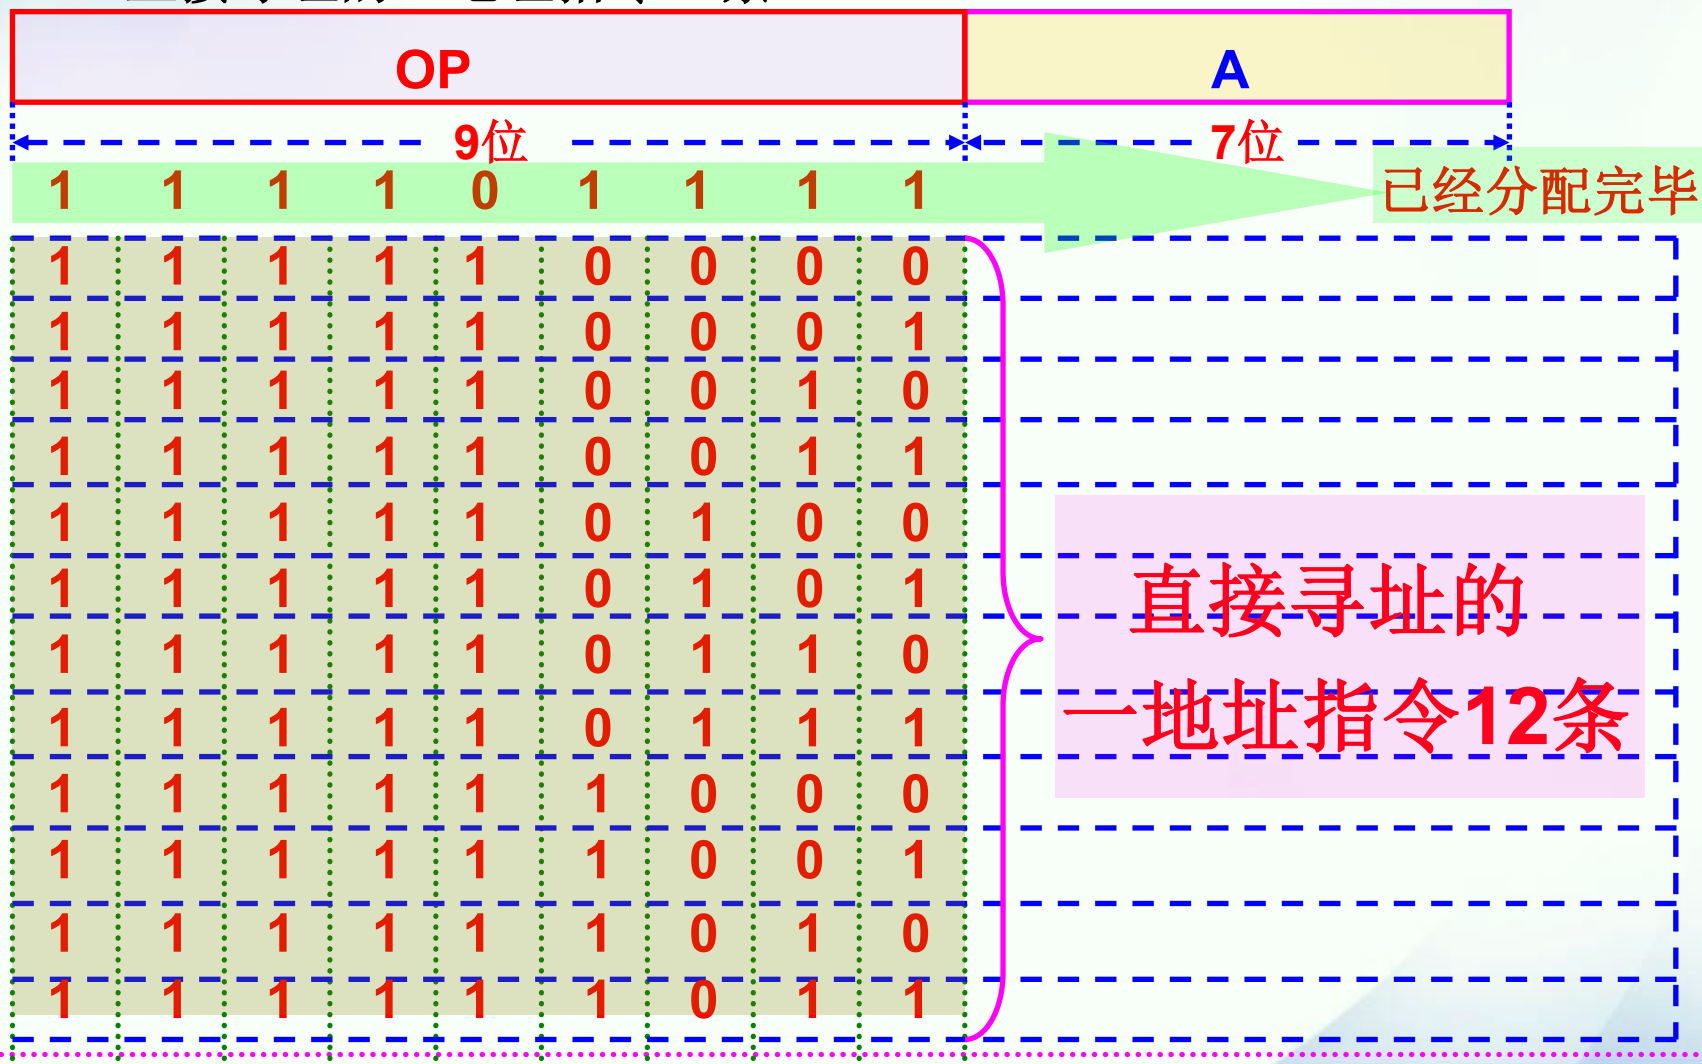 OP A
9位 7位
1 1 1 1 0 1 1 1 1 已经分配完毕
1 1 1 1 1 0 0 0 0
1 1 1 1 1 0 0 0 1
1 1 1 1 1 0 0 1 0
1 1 1 1 1 0 0 1 1
1 1 1 1 1 0 1 0 0
1 1 1 1 1 0 1 0 1
1 1 1 1 1 0 1 1 0
1 1 1 1 1 0 1 1 1
1 1 1 1 1 1 0 0 0
1 1 1 1 1 1 0 0 1
1 1 1 1 1 1 0 1 0
1 1 1 1 1 1 0 1 1
直接寻址的
一地址指令12条